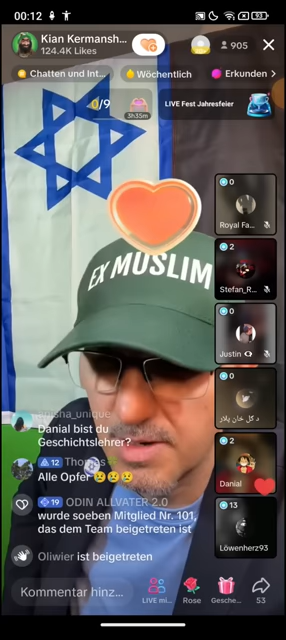 00:12
93
Kian Kermansh...
124.4K Likes
905
Chatten und Int...
Wöchentlich
Erkunden
0/9
3h35m
LIVE Fest Jahresfeier
EX MUSLIM
0
Royal Fa...
2
Stefan_R...
0
Justin
0
د گل خان پلار
2
Danial
13
Löwenherz93
Danial bist du
Geschichtslehrer?
12 Thomas
Alle Opfer 😢😢😢
19 ODIN ALLVATER 2.0
wurde soeben Mitglied Nr. 101,
das dem Team beigetreten ist
Oliwier ist beigetreten
Kommentar hinz...
LIVE mi...
Rose
Gesche...
53